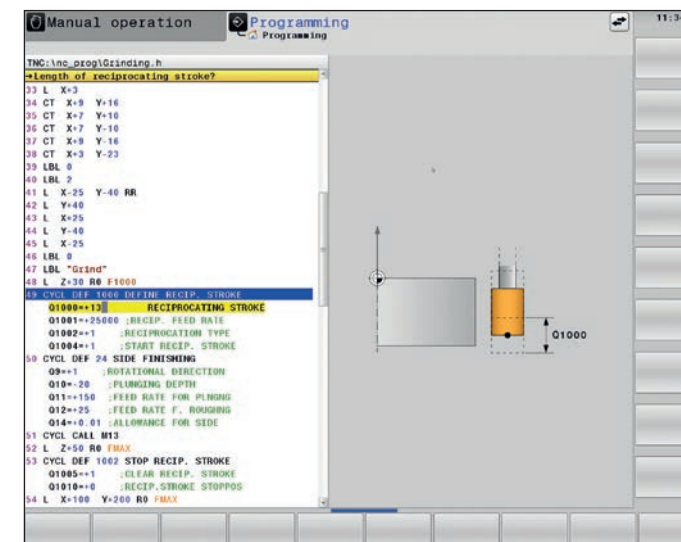 Manual operation
Programming
Programming
11:34
TNC:\nc_prog\Grinding.h
→Length of reciprocating stroke?
33 L X+3
34 CT X+9 Y+16
35 CT X+7 Y+10
36 CT X+7 Y-10
37 CT X+9 Y-16
38 CT X+3 Y-23
39 LBL 0
40 LBL 2
41 L X-25 Y-40 RR
42 L Y+40
43 L X+25
44 L Y-40
45 L X-25
46 LBL 0
47 LBL "Grind"
48 L Z+30 R0 F1000
49 CYCL DEF 1000 DEFINE RECIP. STROKE
Q1000=+13 RECIPROCATING STROKE
Q1001=+25000 ;RECIP. FEED RATE
Q1002=+1 ;RECIPROCATION TYPE
Q1004=+1 ;START RECIP. STROKE
50 CYCL DEF 24 SIDE FINISHING
Q9=+1 ;ROTATIONAL DIRECTION
Q10=-20 ;PLUNGING DEPTH
Q11=+150 ;FEED RATE FOR PLNGNG
Q12=+25 ;FEED RATE F. ROUGHNG
Q14=+0.01 ;ALLOWANCE FOR SIDE
51 CYCL CALL M13
52 L Z+50 R0 FMAX
53 CYCL DEF 1002 STOP RECIP. STROKE
Q1005=+1 ;CLEAR RECIP. STROKE
Q1010=+0 ;RECIP.STROKE STOPPOS
54 L X+100 Y+200 R0 FMAX
Q1000